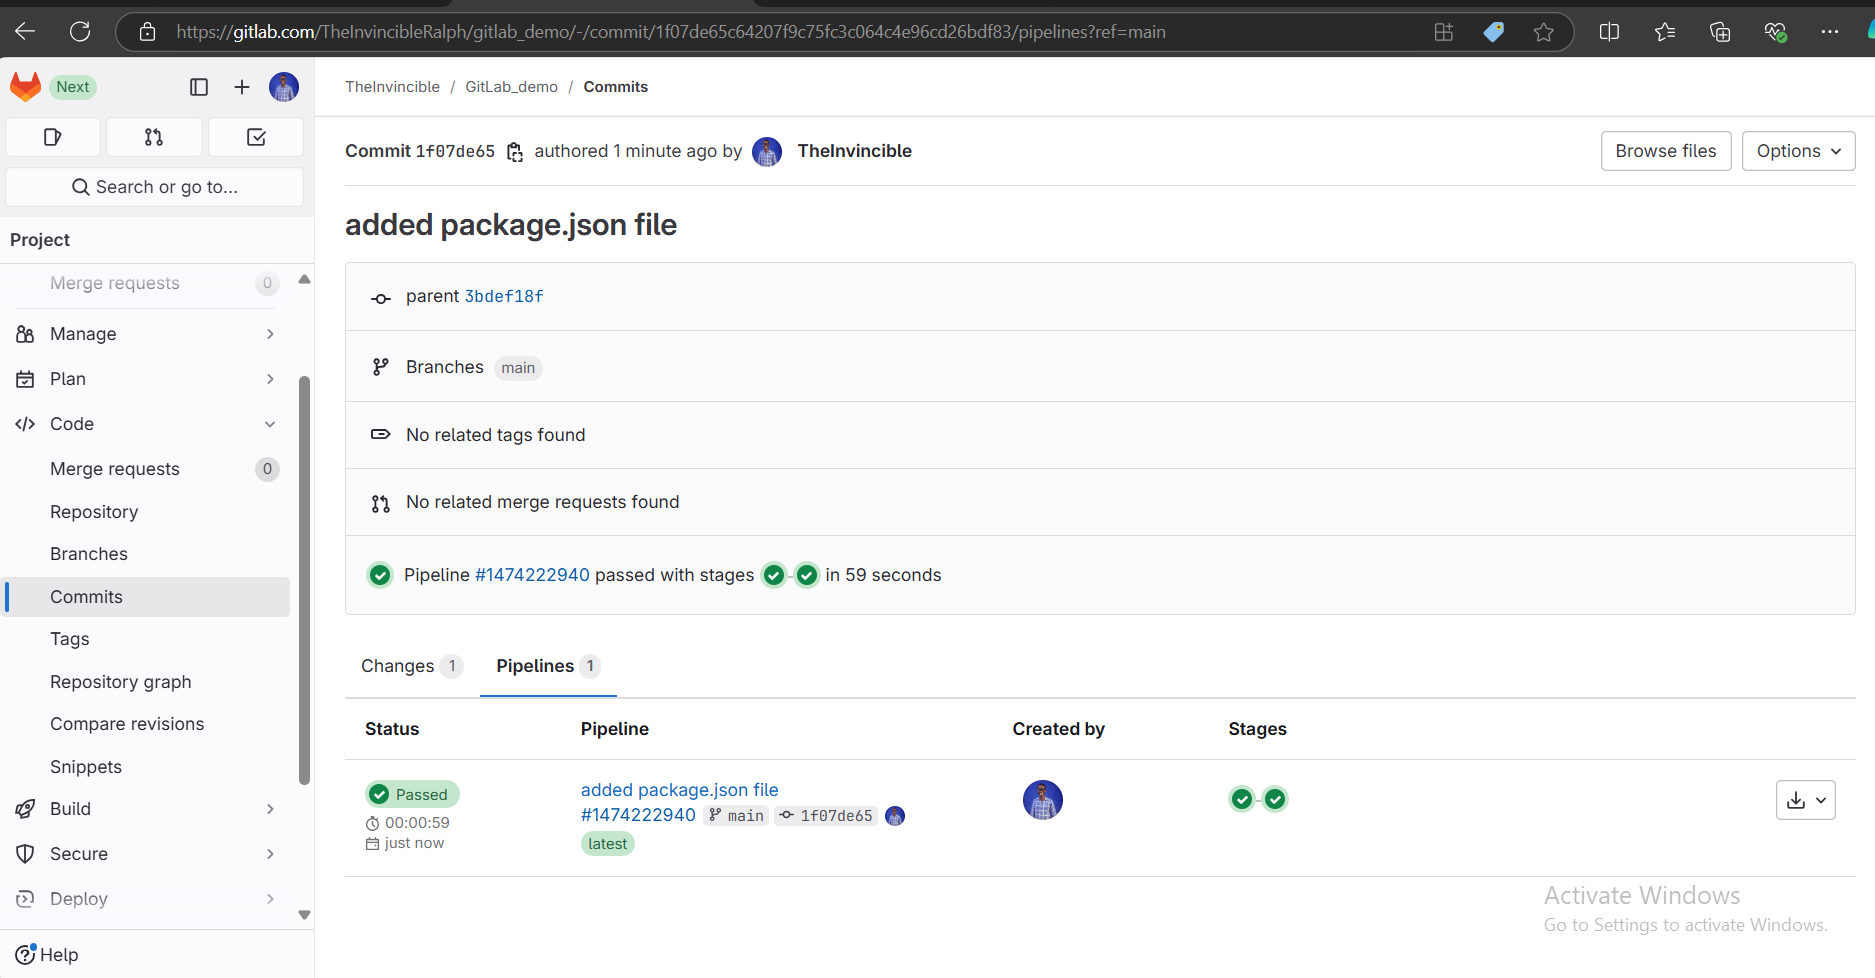 https://gitlab.com/TheInvincibleRalph/gitlab_demo/-/commit/1f07de65c64207f9c75fc3c064c4e96cd26bdf83/pipelines?ref=main
Next
Search or go to...
Project
Merge requests 0
Manage
Plan
Code
Merge requests 0
Repository
Branches
Commits
Tags
Repository graph
Compare revisions
Snippets
Build
Secure
Deploy
Help
TheInvincible / GitLab_demo / Commits
Commit 1f07de65 authored 1 minute ago by TheInvincible
Browse files
Options
added package.json file
parent 3bdef18f
Branches main
No related tags found
No related merge requests found
Pipeline #1474222940 passed with stages in 59 seconds
Changes 1 Pipelines 1
Status Pipeline Created by Stages
Passed
00:00:59
just now
added package.json file
#1474222940 main 1f07de65
latest
Activate Windows
Go to Settings to activate Windows.